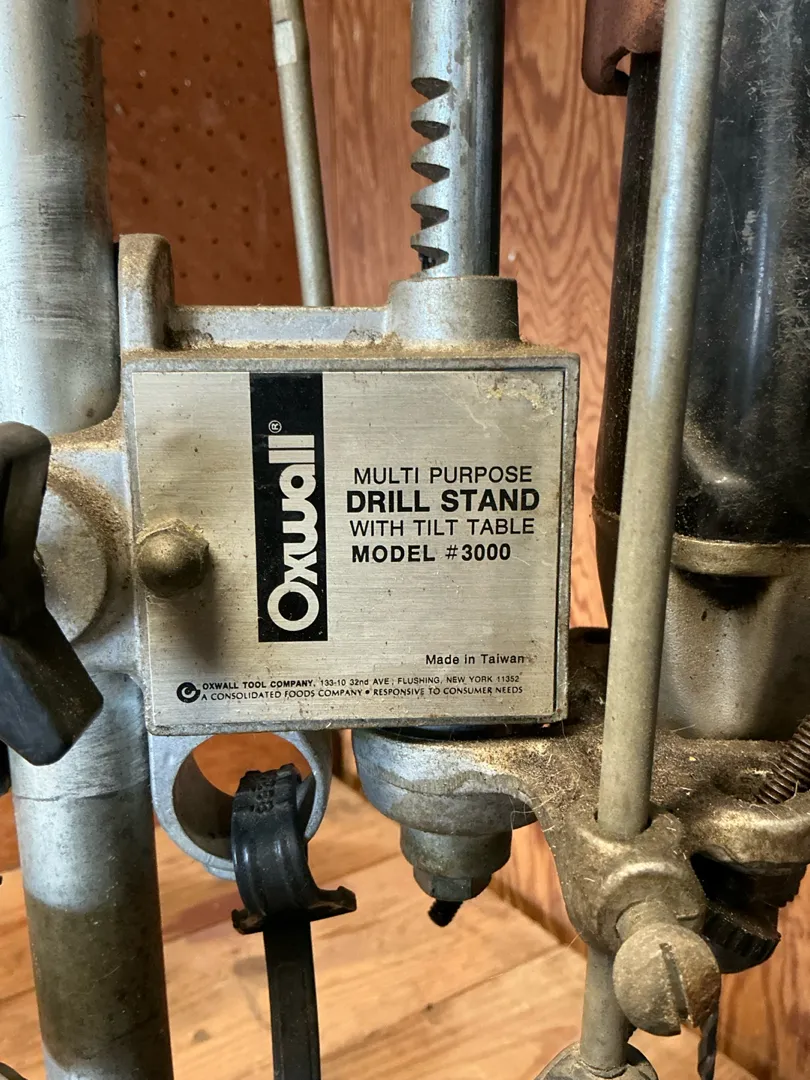 Oxwall®
MULTI PURPOSE
DRILL STAND
WITH TILT TABLE
MODEL #3000
Made in Taiwan
OXWALL TOOL COMPANY, 133-10 32nd AVE., FLUSHING, NEW YORK 11352
A CONSOLIDATED FOODS COMPANY • RESPONSIVE TO CONSUMER NEEDS